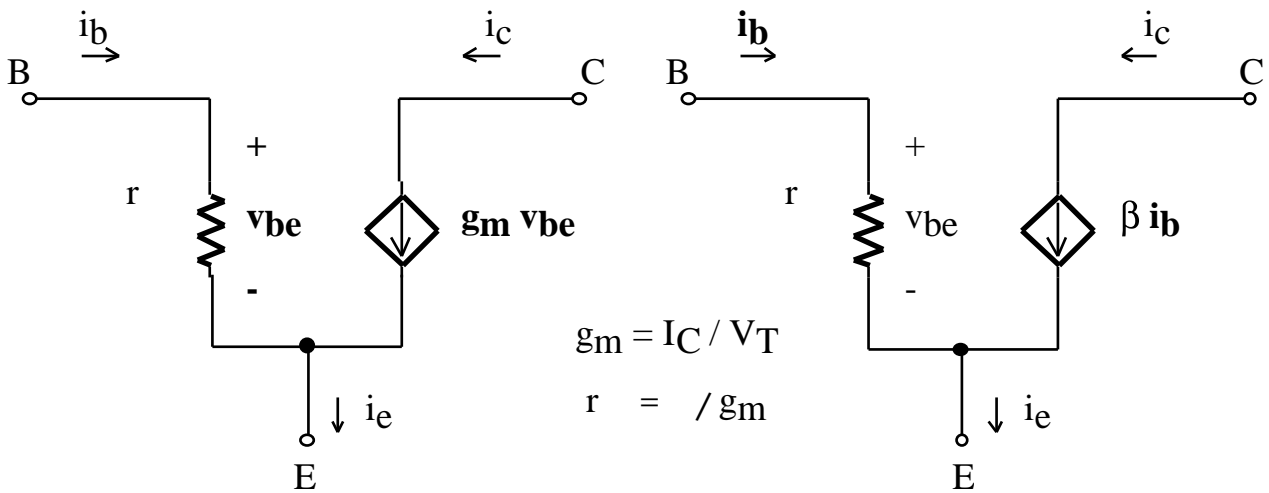 i_b i_c
B C
r
+
v_be
-
g_m v_be
i_e
E
i_b i_c
B C
r
+
v_be
-
β i_b
i_e
E
g_m = I_C / V_T
r = / g_m